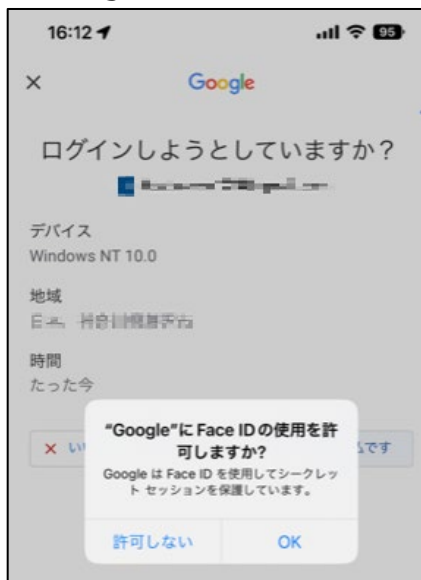 16:12
95
×
Google
ログインしようとしていますか？
デバイス
Windows NT 10.0
地域
時間
たった今
"Google"にFace IDの使用を許
可しますか?
Google は Face ID を使用してシークレッ
ト セッションを保護しています。
× い
です
許可しない
OK